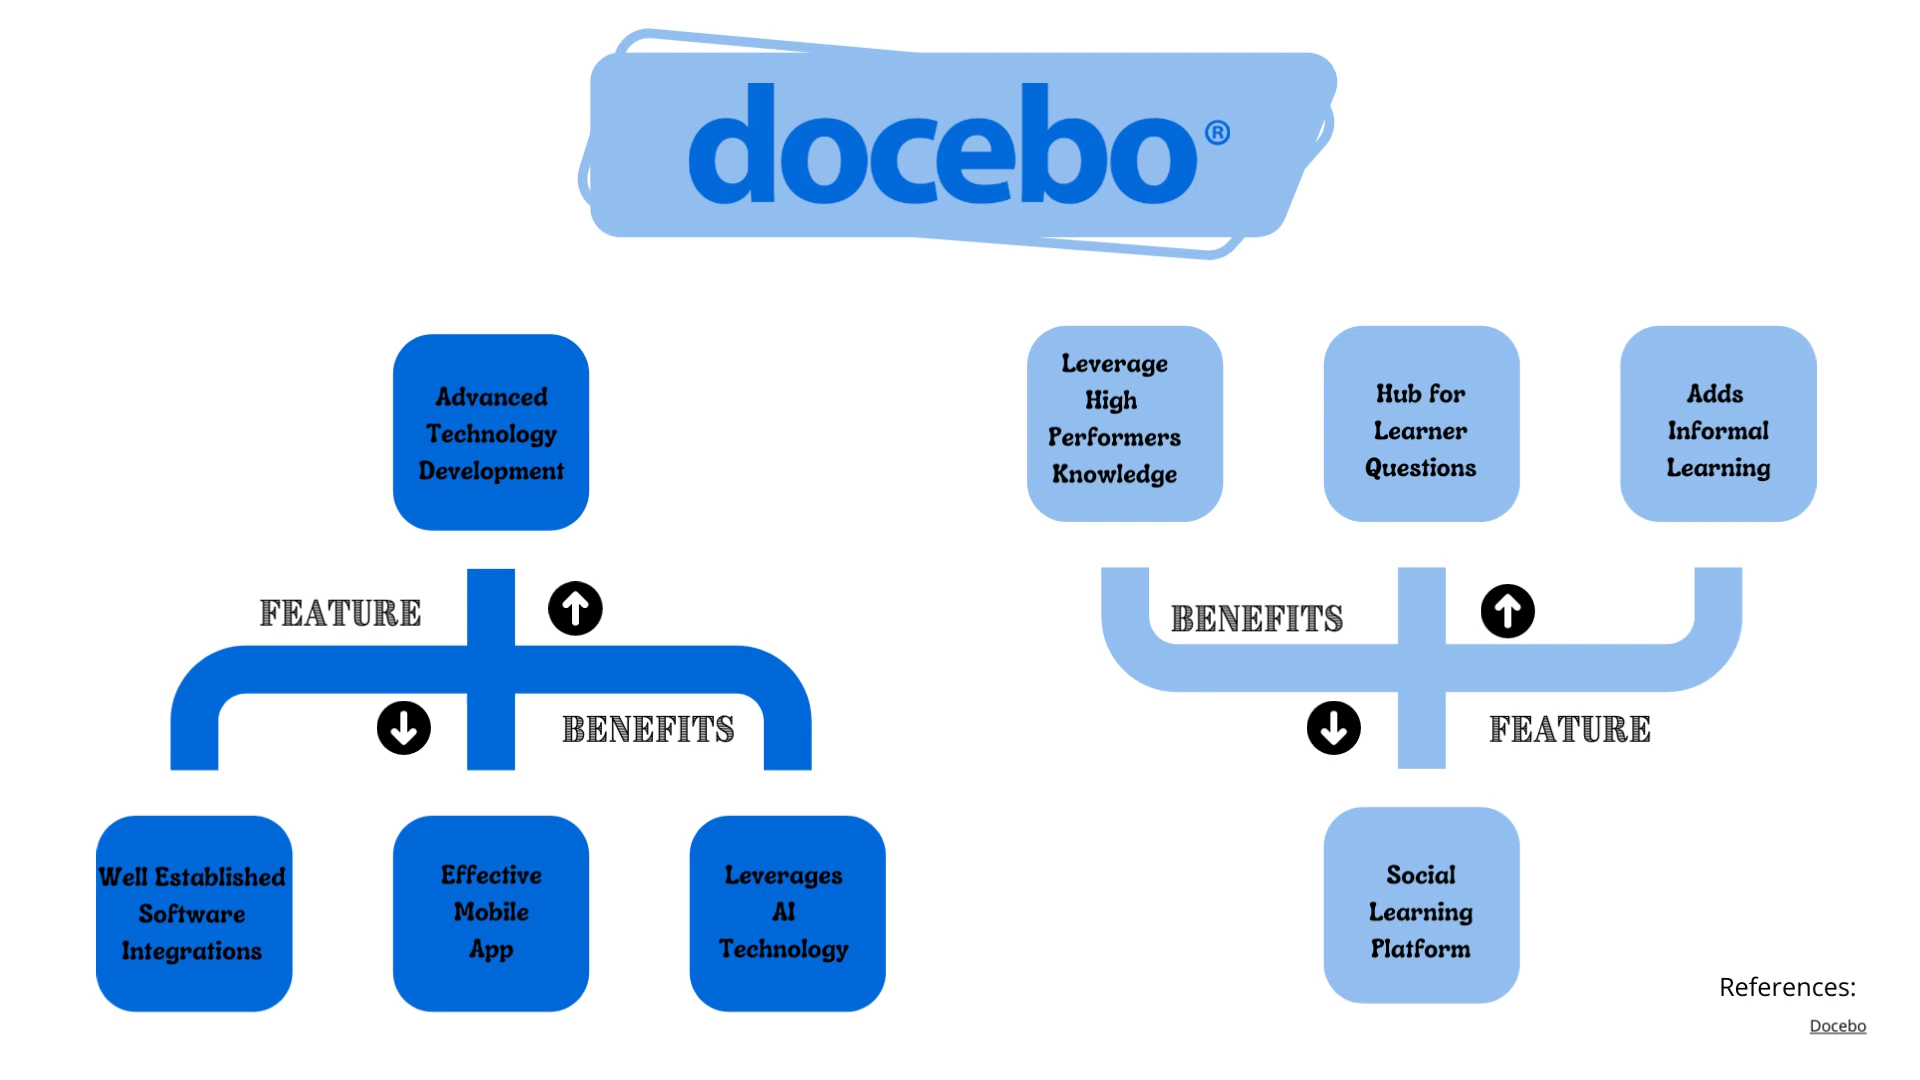 docebo®
Advanced
Technology
Development
FEATURE
BENEFITS
Well Established
Software
Integrations
Effective
Mobile
App
Leverages
AI
Technology
Leverage
High
Performers
Knowledge
Hub for
Learner
Questions
Adds
Informal
Learning
BENEFITS
FEATURE
Social
Learning
Platform
References:
Docebo